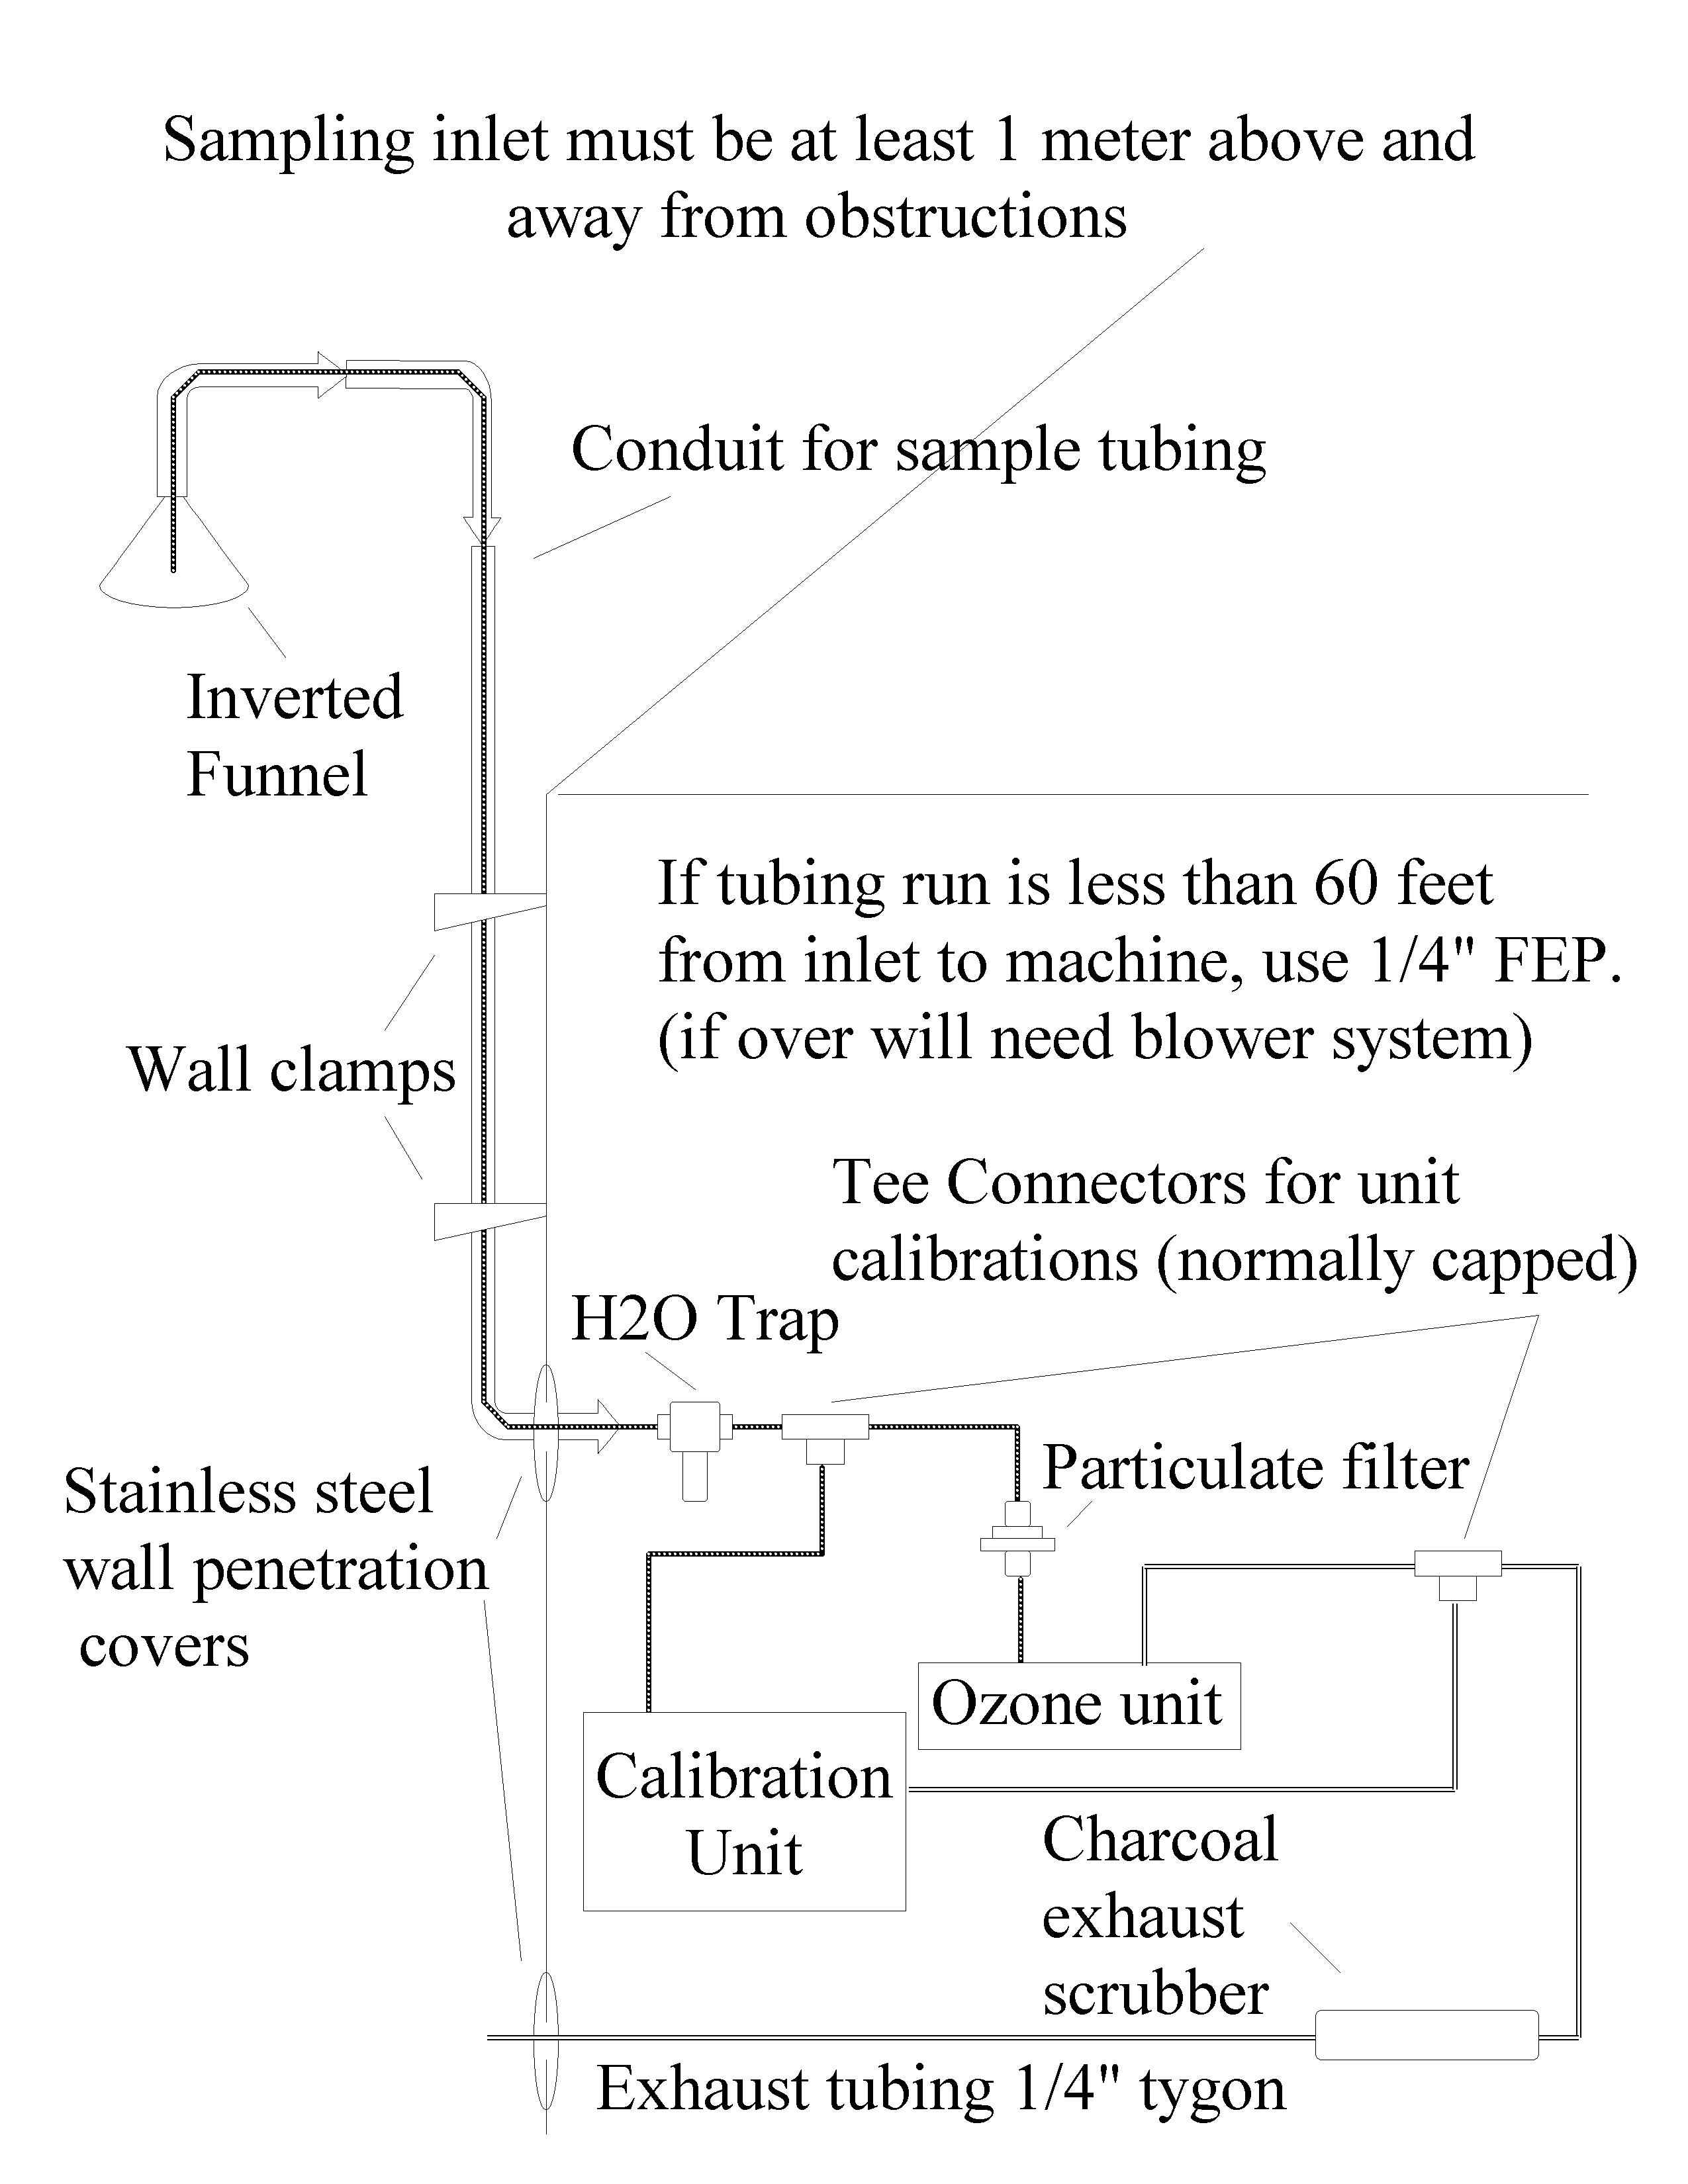 Sampling inlet must be at least 1 meter above and
away from obstructions
Conduit for sample tubing
Inverted
Funnel
If tubing run is less than 60 feet
from inlet to machine, use 1/4" FEP.
(if over will need blower system)
Wall clamps
Tee Connectors for unit
calibrations (normally capped)
H2O Trap
Particulate filter
Stainless steel
wall penetration
covers
Ozone unit
Calibration
Unit
Charcoal
exhaust
scrubber
Exhaust tubing 1/4" tygon